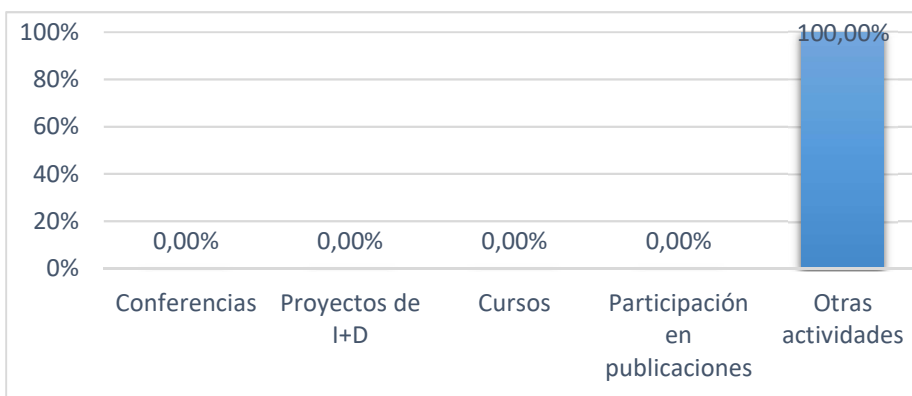 100%
100,00%
80%
60%
40%
20%
0,00%
0,00%
0,00%
0,00%
0%
Conferencias
Proyectos de
I+D
Cursos
Participación
en
publicaciones
Otras
actividades